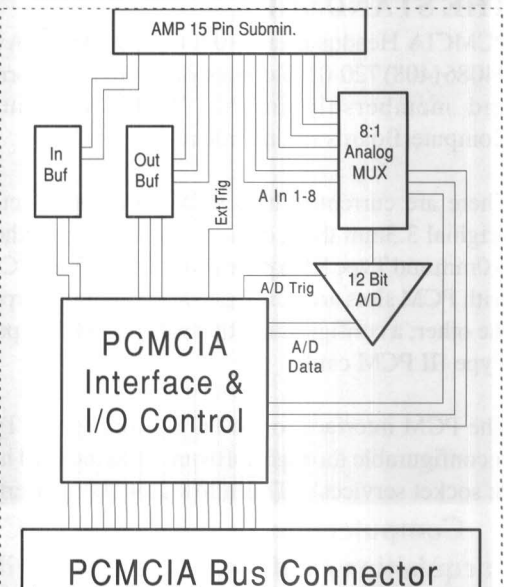 AMP 15 Pin Submin.
In
Buf
Out
Buf
8:1
Analog
MUX
Ext Trig
A In 1-8
A/D Trig
12 Bit
A/D
A/D
Data
PCMCIA
Interface &
I/O Control
PCMCIA Bus Connector